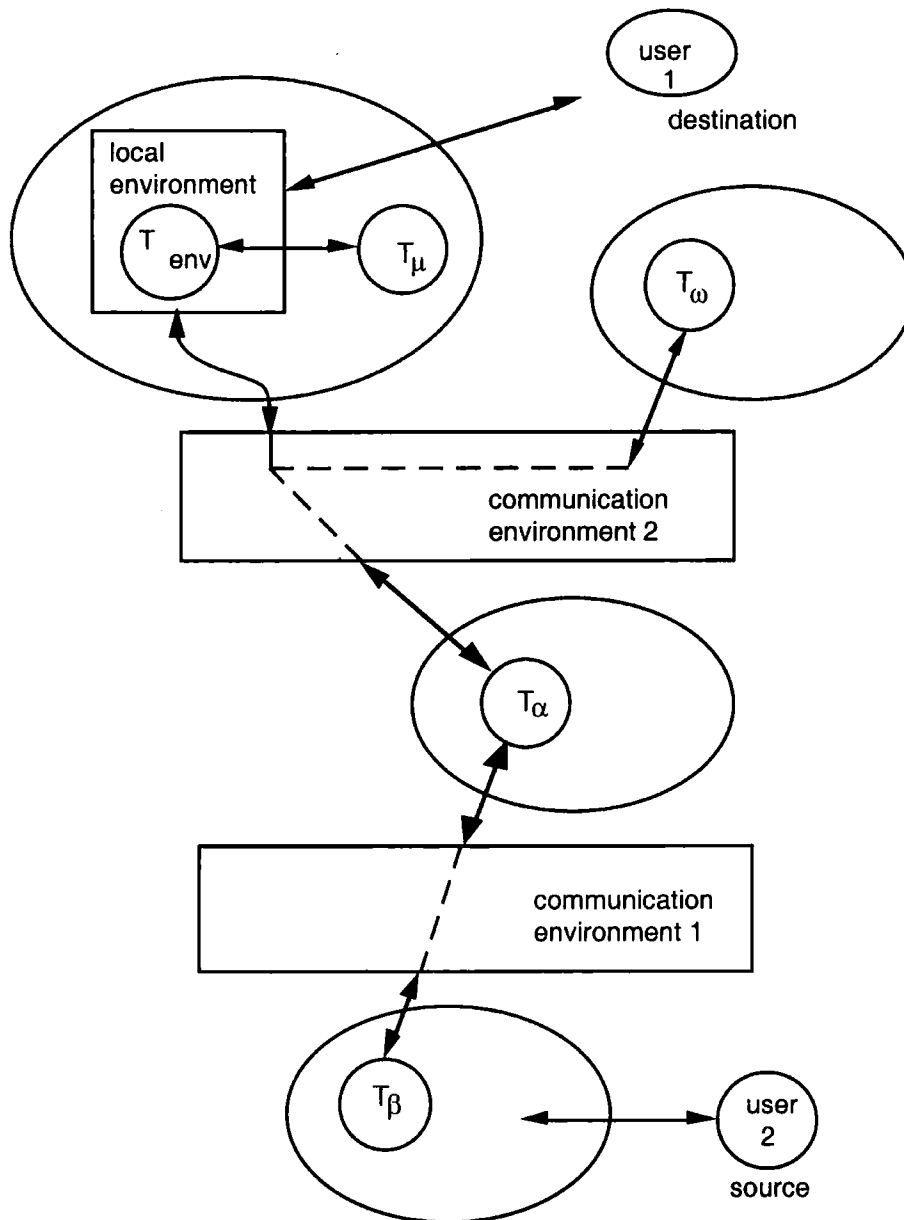 user
1
destination
local
environment
T env
Tμ
Tω
communication
environment 2
Tα
communication
environment 1
Tβ
user
2
source